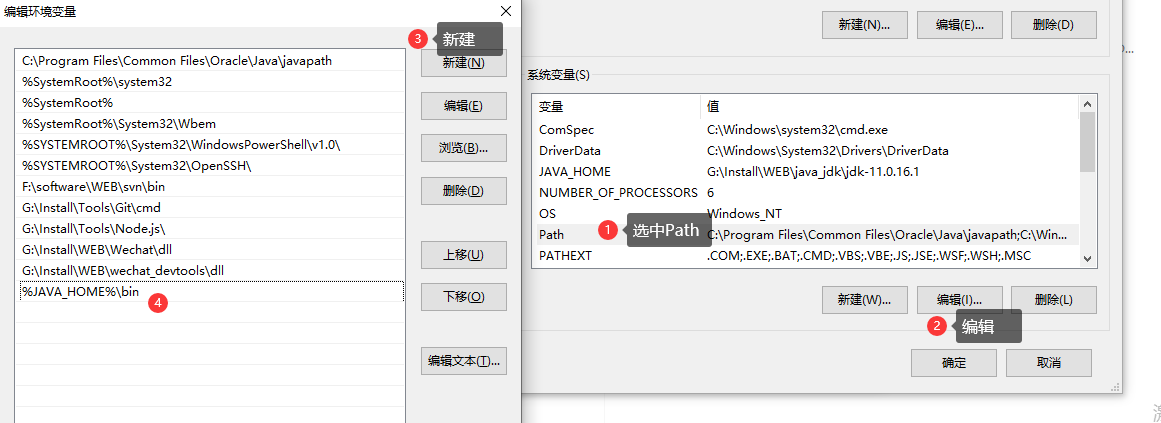 编辑环境变量
③ 新建
C:\Program Files\Common Files\Oracle\Java\javapath
%SystemRoot%\system32
%SystemRoot%
%SystemRoot%\System32\Wbem
%SYSTEMROOT%\System32\WindowsPowerShell\v1.0\
%SYSTEMROOT%\System32\OpenSSH\
F:\software\WEB\svn\bin
G:\Install\Tools\Git\cmd
G:\Install\Tools\Node.js\
G:\Install\WEB\Wechat\dll
G:\Install\WEB\wechat_devtools\dll
%JAVA_HOME%\bin
④
新建(N)
编辑(E)
浏览(B)...
删除(D)
上移(U)
下移(O)
编辑文本(T)...
新建(N)...
编辑(E)...
删除(D)
系统变量(S)
变量 值
ComSpec C:\Windows\system32\cmd.exe
DriverData C:\Windows\System32\Drivers\DriverData
JAVA_HOME G:\Install\WEB\java_jdk\jdk-11.0.16.1
NUMBER_OF_PROCESSORS 6
OS Windows_NT
Path ① 选中Path C:\Program Files\Common Files\Oracle\Java\javapath;C:\Win...
PATHEXT .COM;.EXE;.BAT;.CMD;.VBS;.VBE;.JS;.JSE;.WSF;.WSH;.MSC
新建(W)...
编辑(I)...
删除(L)
② 编辑
确定
取消